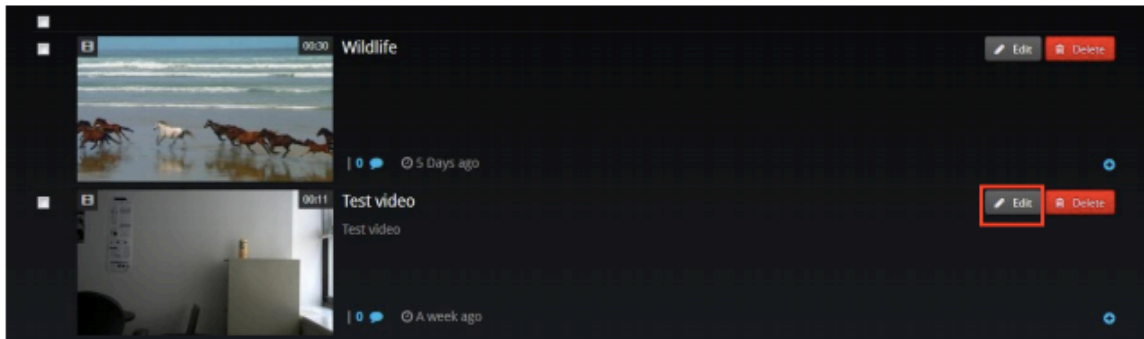 00:30 Wildlife Edit Delete
| 0 5 Days ago
00:11 Test video Edit Delete
Test video
| 0 A week ago